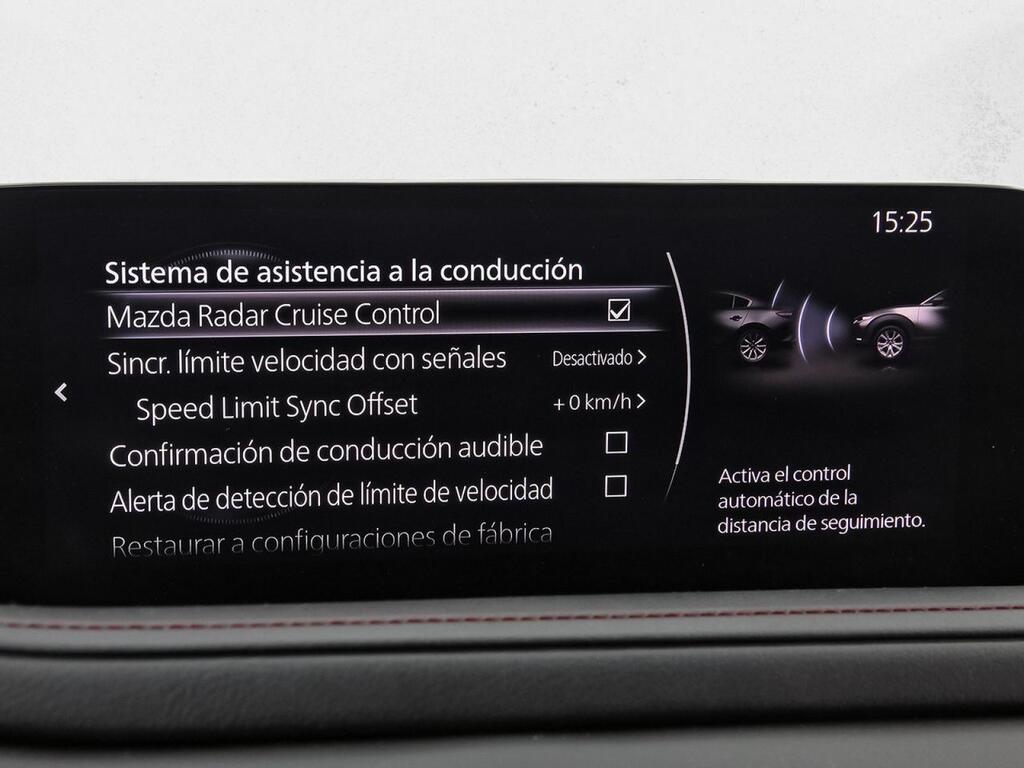 15:25
Sistema de asistencia a la conducción
Mazda Radar Cruise Control
Sincr. límite velocidad con señales Desactivado >
Speed Limit Sync Offset + 0 km/h >
Confirmación de conducción audible
Alerta de detección de límite de velocidad
Restaurar a configuraciones de fábrica
Activa el control
automático de la
distancia de seguimiento.